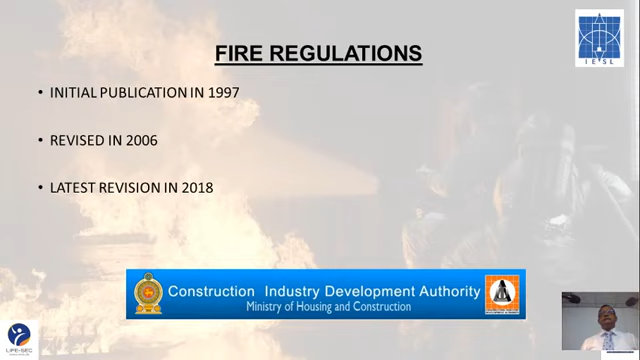 FIRE REGULATIONS
IESL
• INITIAL PUBLICATION IN 1997
• REVISED IN 2006
• LATEST REVISION IN 2018
Construction Industry Development Authority
Ministry of Housing and Construction
LIFE-SEC